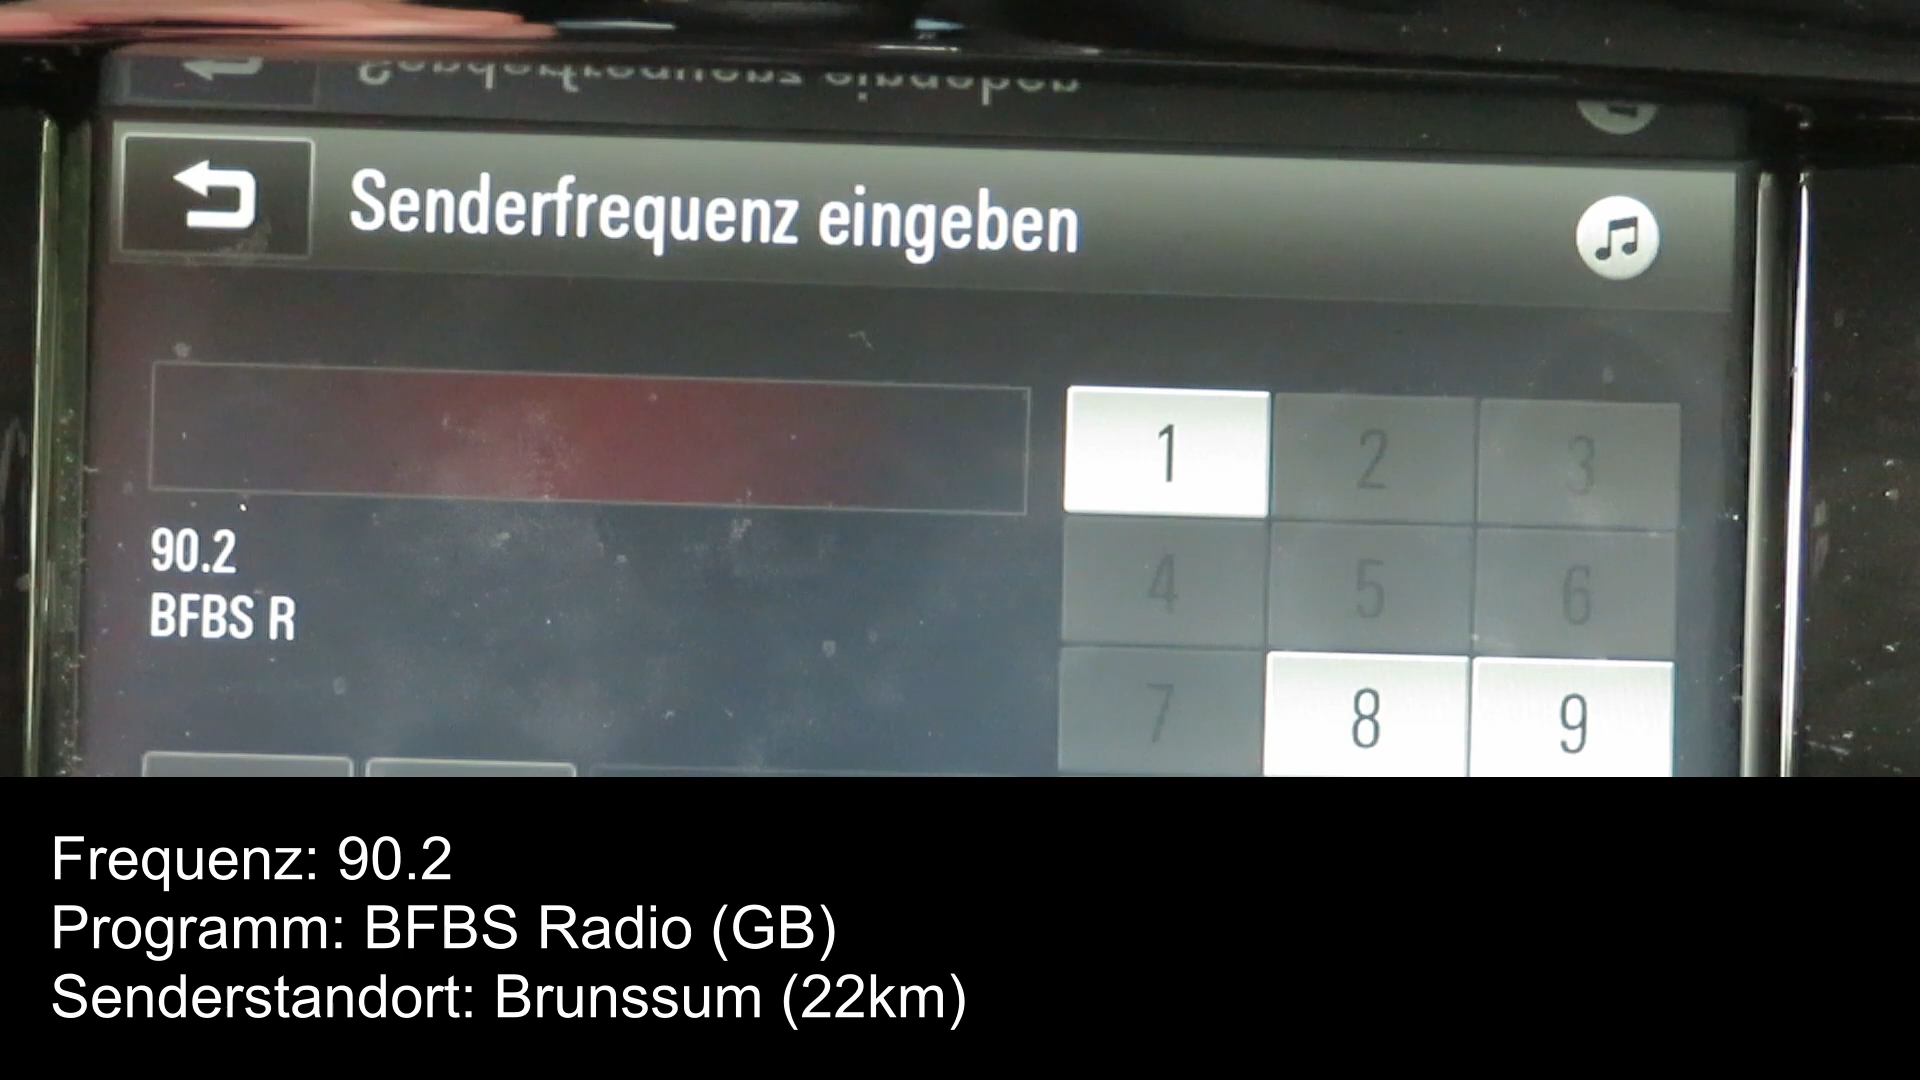 Senderfrequenz eingeben
1 2 3
90.2
4 5 6
BFBS R
7 8 9
Frequenz: 90.2
Programm: BFBS Radio (GB)
Senderstandort: Brunssum (22km)